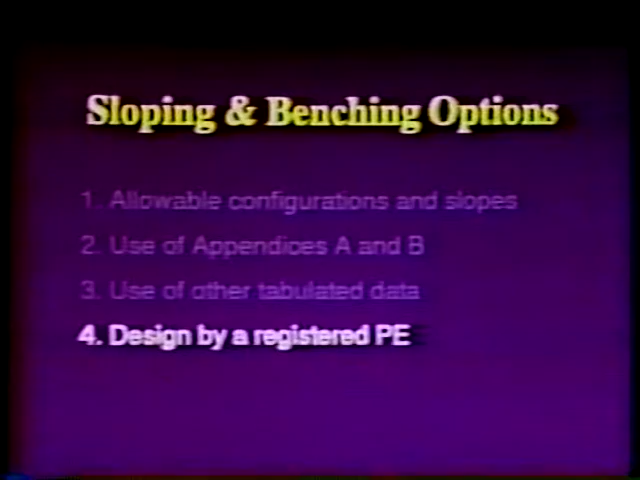 Sloping & Benching Options
1. Allowable configurations and slopes
2. Use of Appendices A and B
3. Use of other tabulated data
4. Design by a registered PE